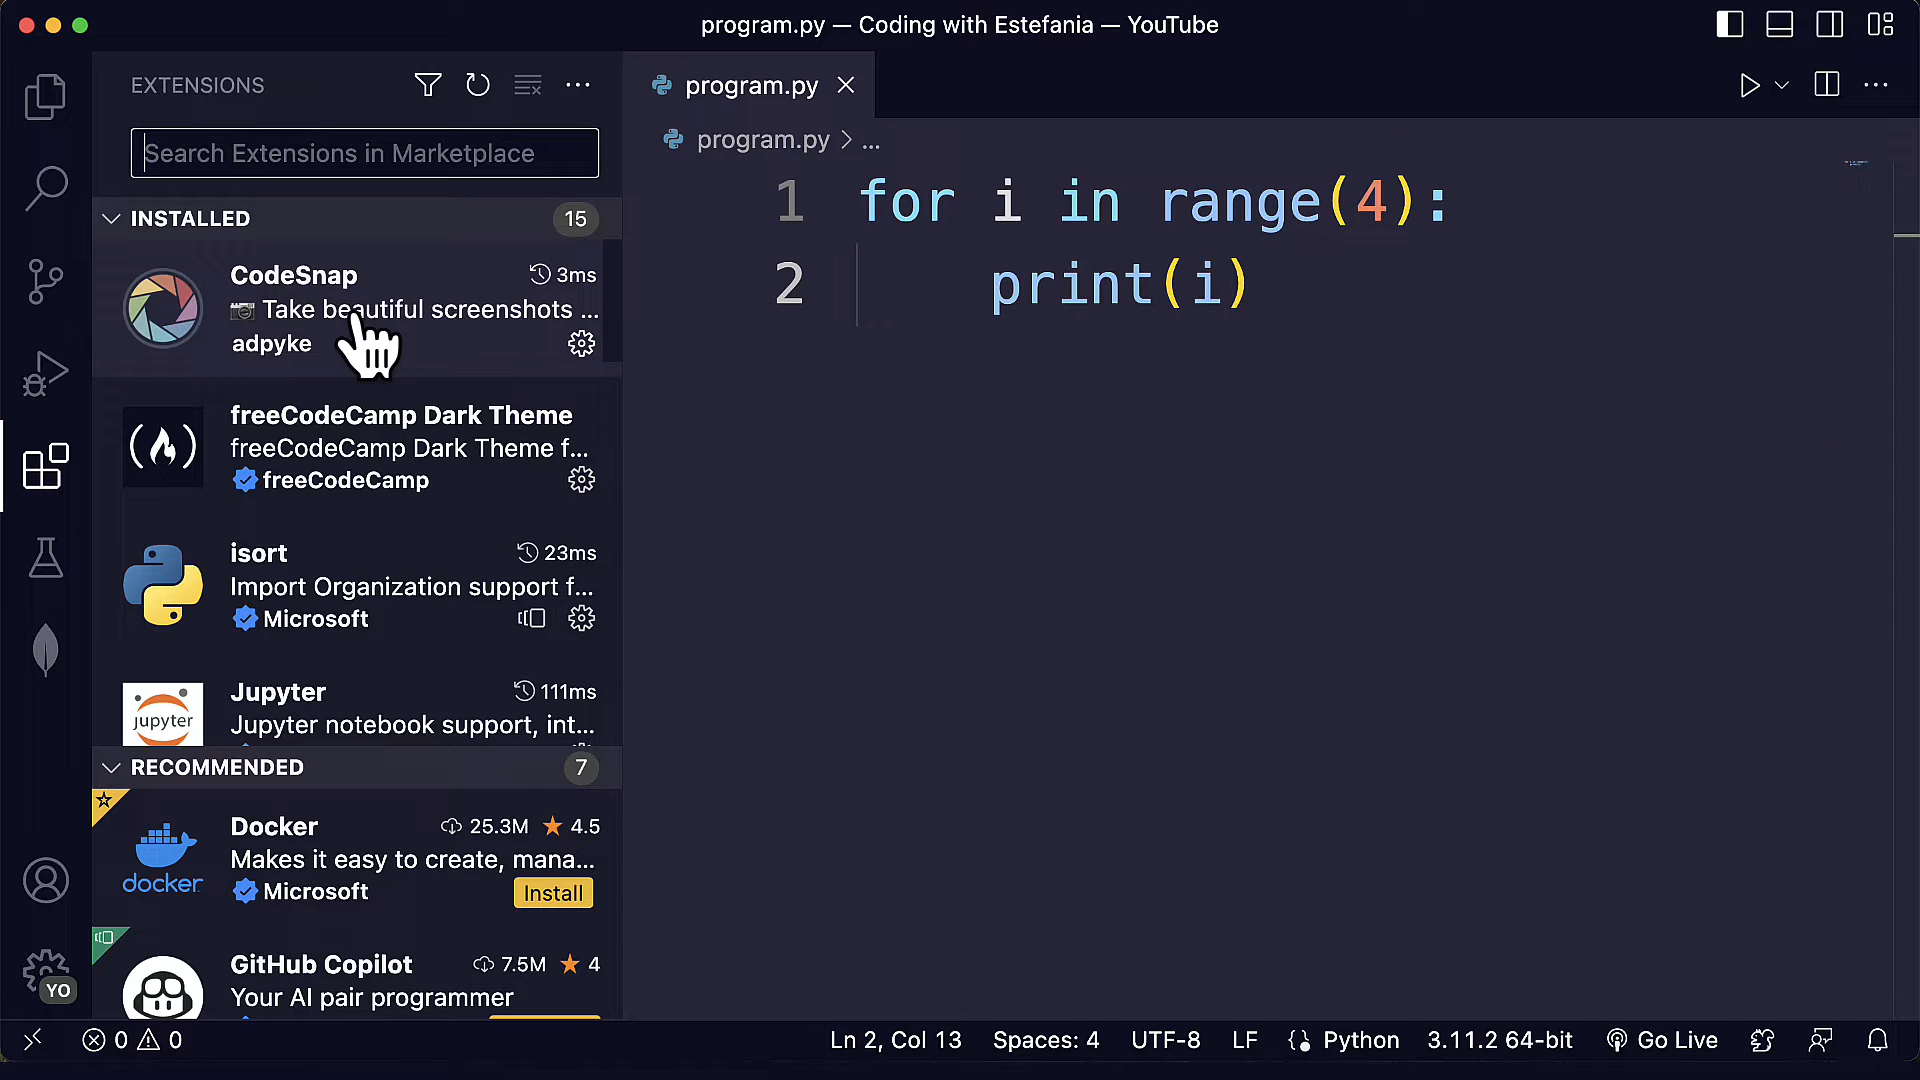 program.py — Coding with Estefania — YouTube
EXTENSIONS
program.py
Search Extensions in Marketplace
program.py > ...
INSTALLED 15
CodeSnap 3ms
📷 Take beautiful screenshots ...
adpyke
freeCodeCamp Dark Theme
freeCodeCamp Dark Theme f...
freeCodeCamp
isort 23ms
Import Organization support f...
Microsoft
Jupyter 111ms
Jupyter notebook support, int...
jupyter
RECOMMENDED 7
Docker 25.3M ★ 4.5
Makes it easy to create, mana...
docker
Microsoft Install
GitHub Copilot 7.5M ★ 4
Your AI pair programmer
YO
1 for i in range(4):
2 print(i)
0 0
Ln 2, Col 13 Spaces: 4 UTF-8 LF Python 3.11.2 64-bit Go Live